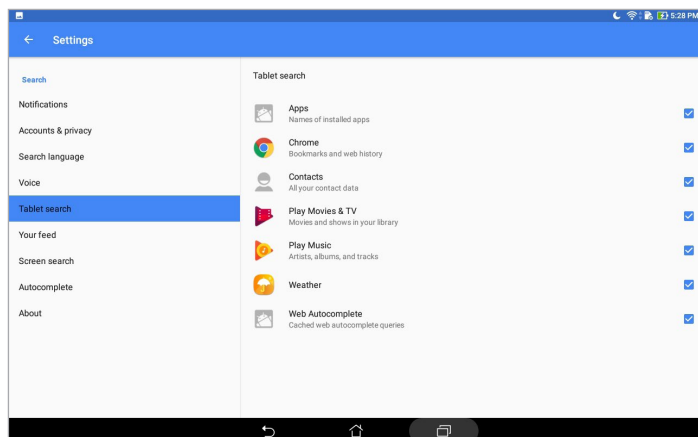 5:28 PM
Settings
Search
Notifications
Accounts & privacy
Search language
Voice
Tablet search
Your feed
Screen search
Autocomplete
About
Tablet search
Apps
Names of installed apps
Chrome
Bookmarks and web history
Contacts
All your contact data
Play Movies & TV
Movies and shows in your library
Play Music
Artists, albums, and tracks
Weather
Web Autocomplete
Cached web autocomplete queries